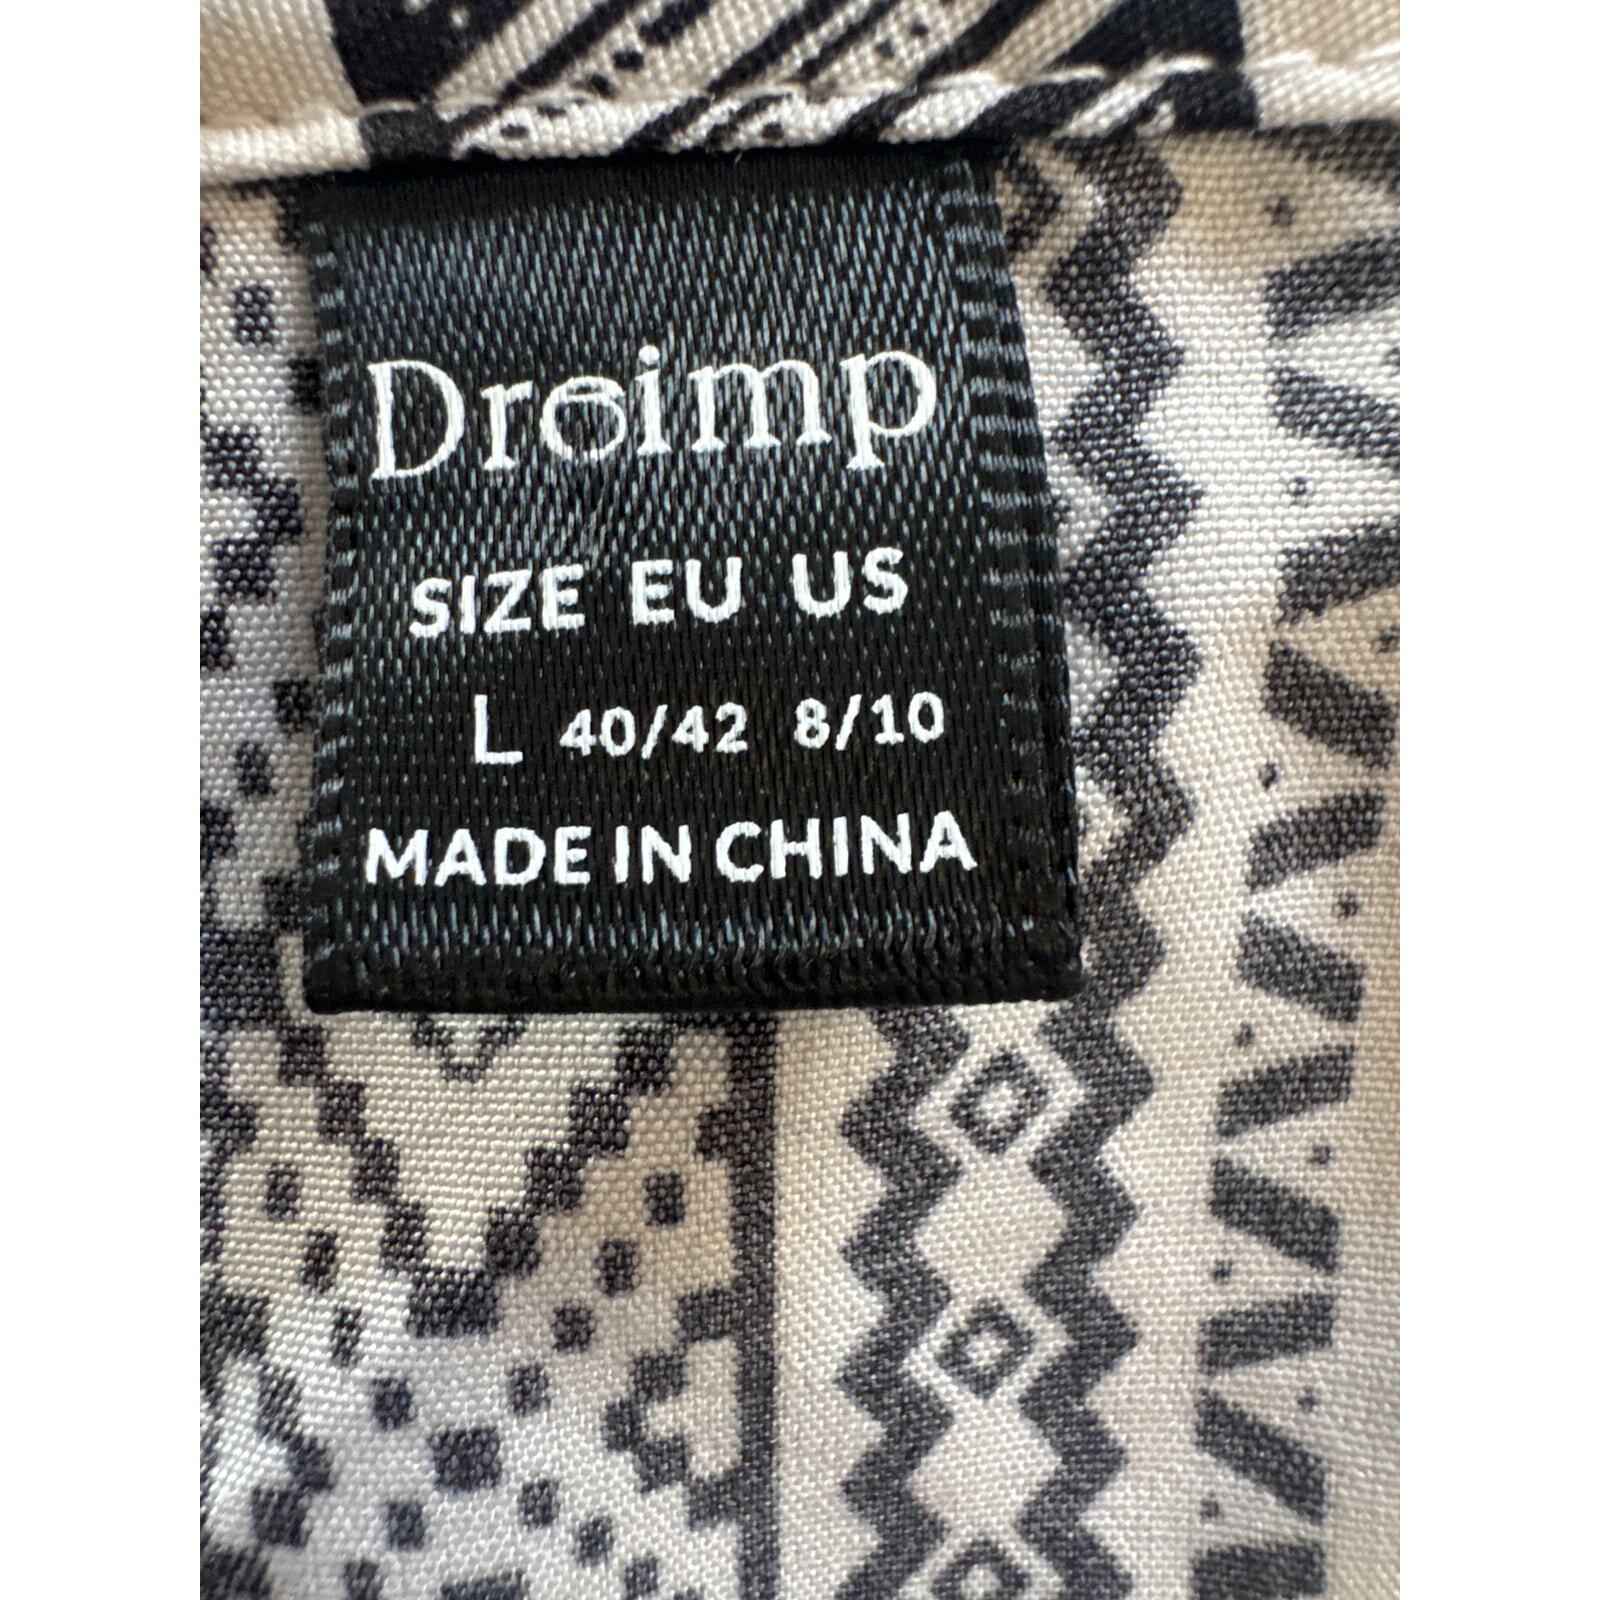 Droimp
SIZE EU US
L 40/42 8/10
MADE IN CHINA